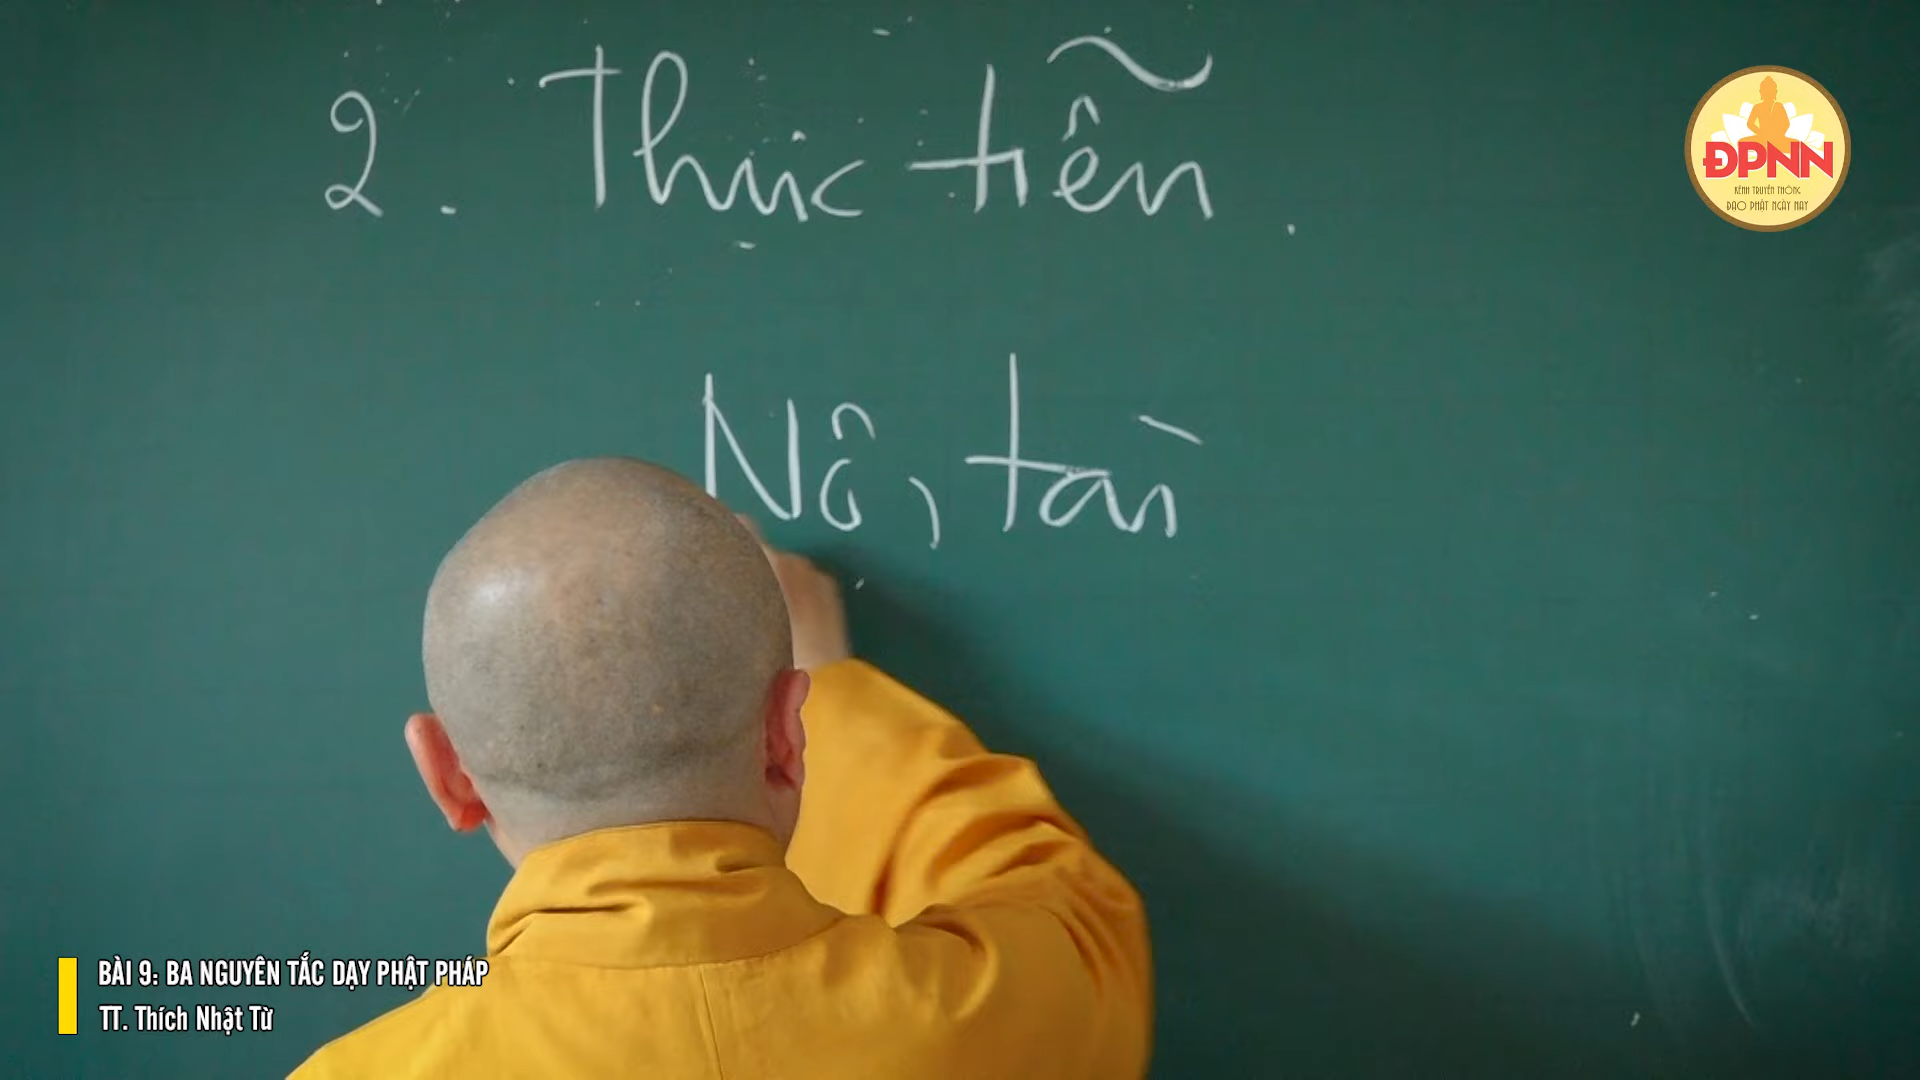 2. Thực tiễn.
Nô, tài
ĐPNN
KÊNH TRUYỀN THÔNG
ĐẠO PHẬT NGÀY NAY
BÀI 9: BA NGUYÊN TẮC DẠY PHẬT PHÁP
TT. Thích Nhật Từ